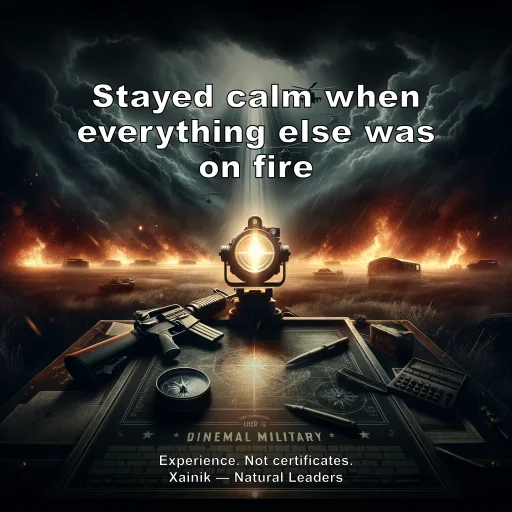 Stayed calm when
everything else was
on fire
DINEMAL MILITARY
Experience. Not certificates.
Xainik — Natural Leaders